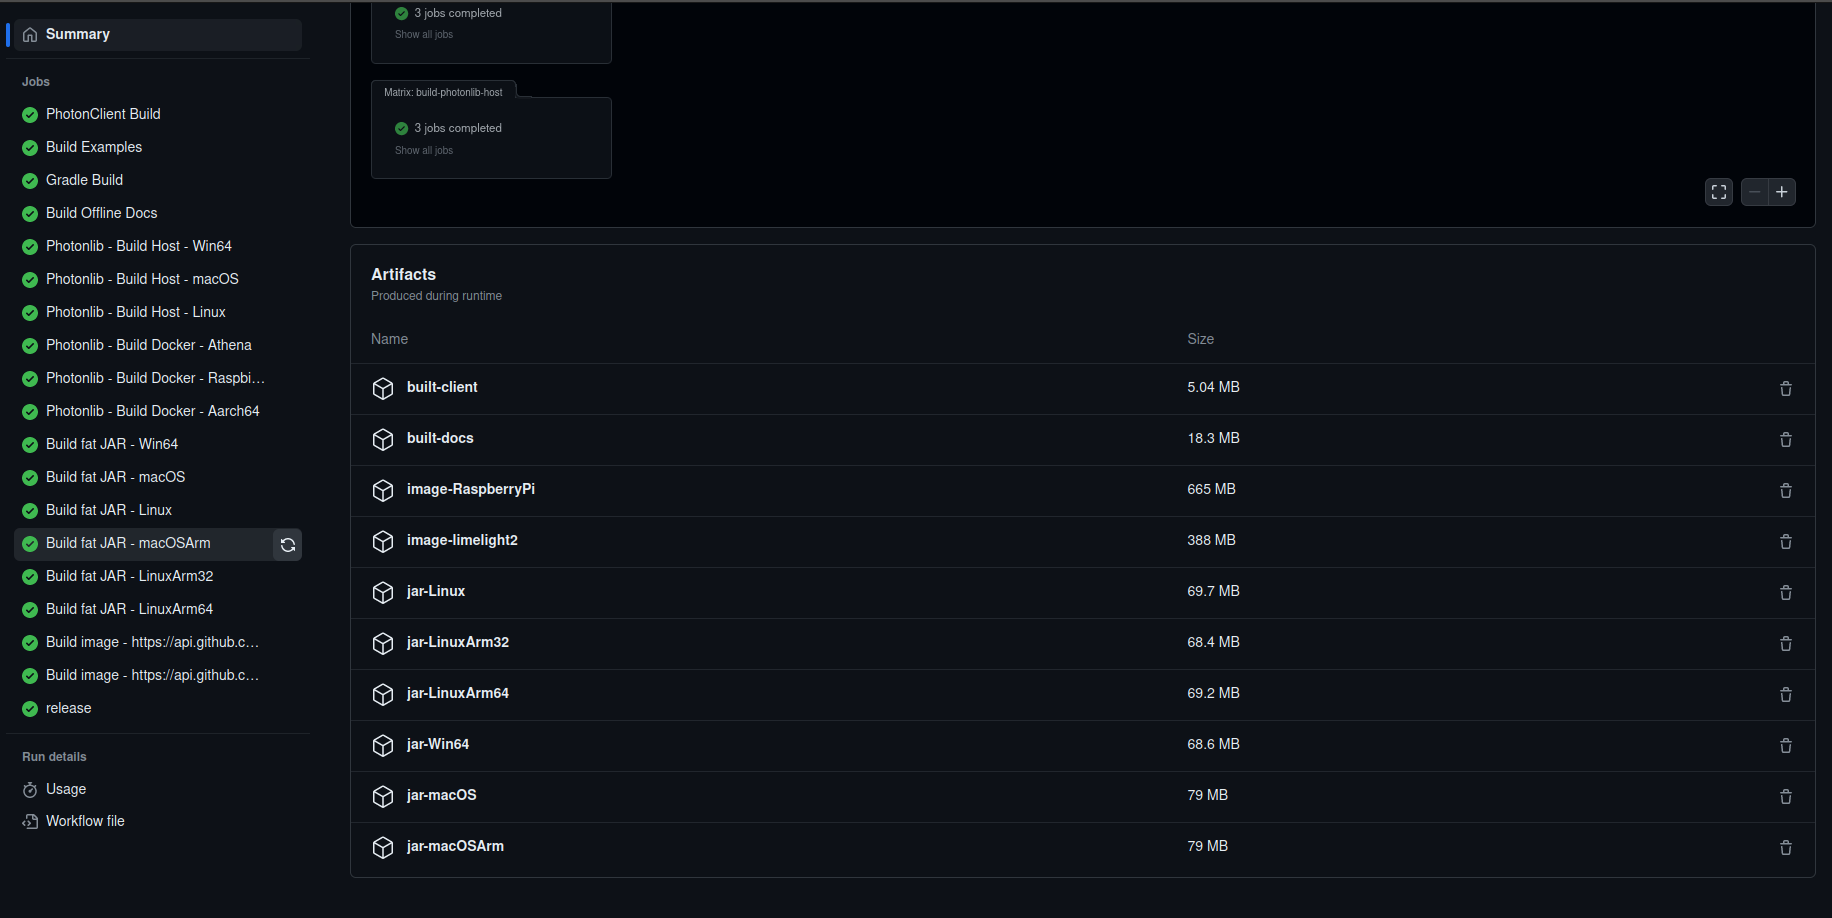 Summary
Jobs
PhotonClient Build
Build Examples
Gradle Build
Build Offline Docs
Photonlib - Build Host - Win64
Photonlib - Build Host - macOS
Photonlib - Build Host - Linux
Photonlib - Build Docker - Athena
Photonlib - Build Docker - Raspbi...
Photonlib - Build Docker - Aarch64
Build fat JAR - Win64
Build fat JAR - macOS
Build fat JAR - Linux
Build fat JAR - macOSArm
Build fat JAR - LinuxArm32
Build fat JAR - LinuxArm64
Build image - https://api.github.c...
Build image - https://api.github.c...
release
Run details
Usage
Workflow file
3 jobs completed
Show all jobs
Matrix: build-photonlib-host
3 jobs completed
Show all jobs
Artifacts
Produced during runtime
Name Size
built-client 5.04 MB
built-docs 18.3 MB
image-RaspberryPi 665 MB
image-limelight2 388 MB
jar-Linux 69.7 MB
jar-LinuxArm32 68.4 MB
jar-LinuxArm64 69.2 MB
jar-Win64 68.6 MB
jar-macOS 79 MB
jar-macOSArm 79 MB